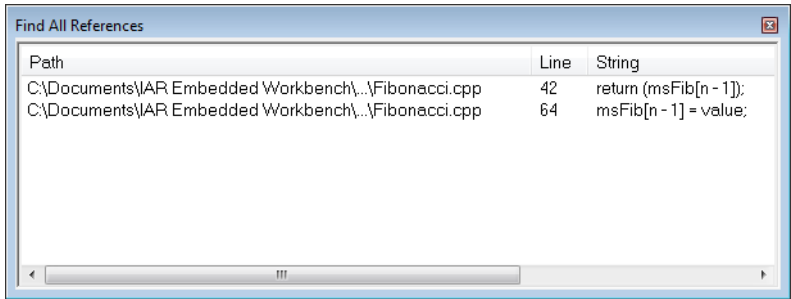 Find All References
Path Line String
C:\Documents\IAR Embedded Workbench\...\Fibonacci.cpp 42 return (msFib[n - 1]);
C:\Documents\IAR Embedded Workbench\...\Fibonacci.cpp 64 msFib[n - 1] = value;